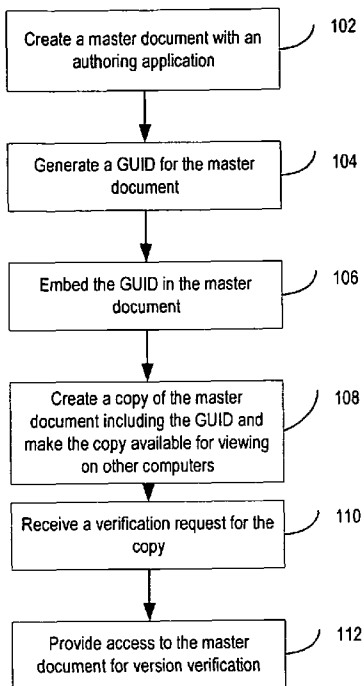 Create a master document with an
authoring application
102
Generate a GUID for the master
document
104
Embed the GUID in the master
document
106
Create a copy of the master
document including the GUID and
make the copy available for viewing
on other computers
108
Receive a verification request for the
copy
110
Provide access to the master
document for version verification
112